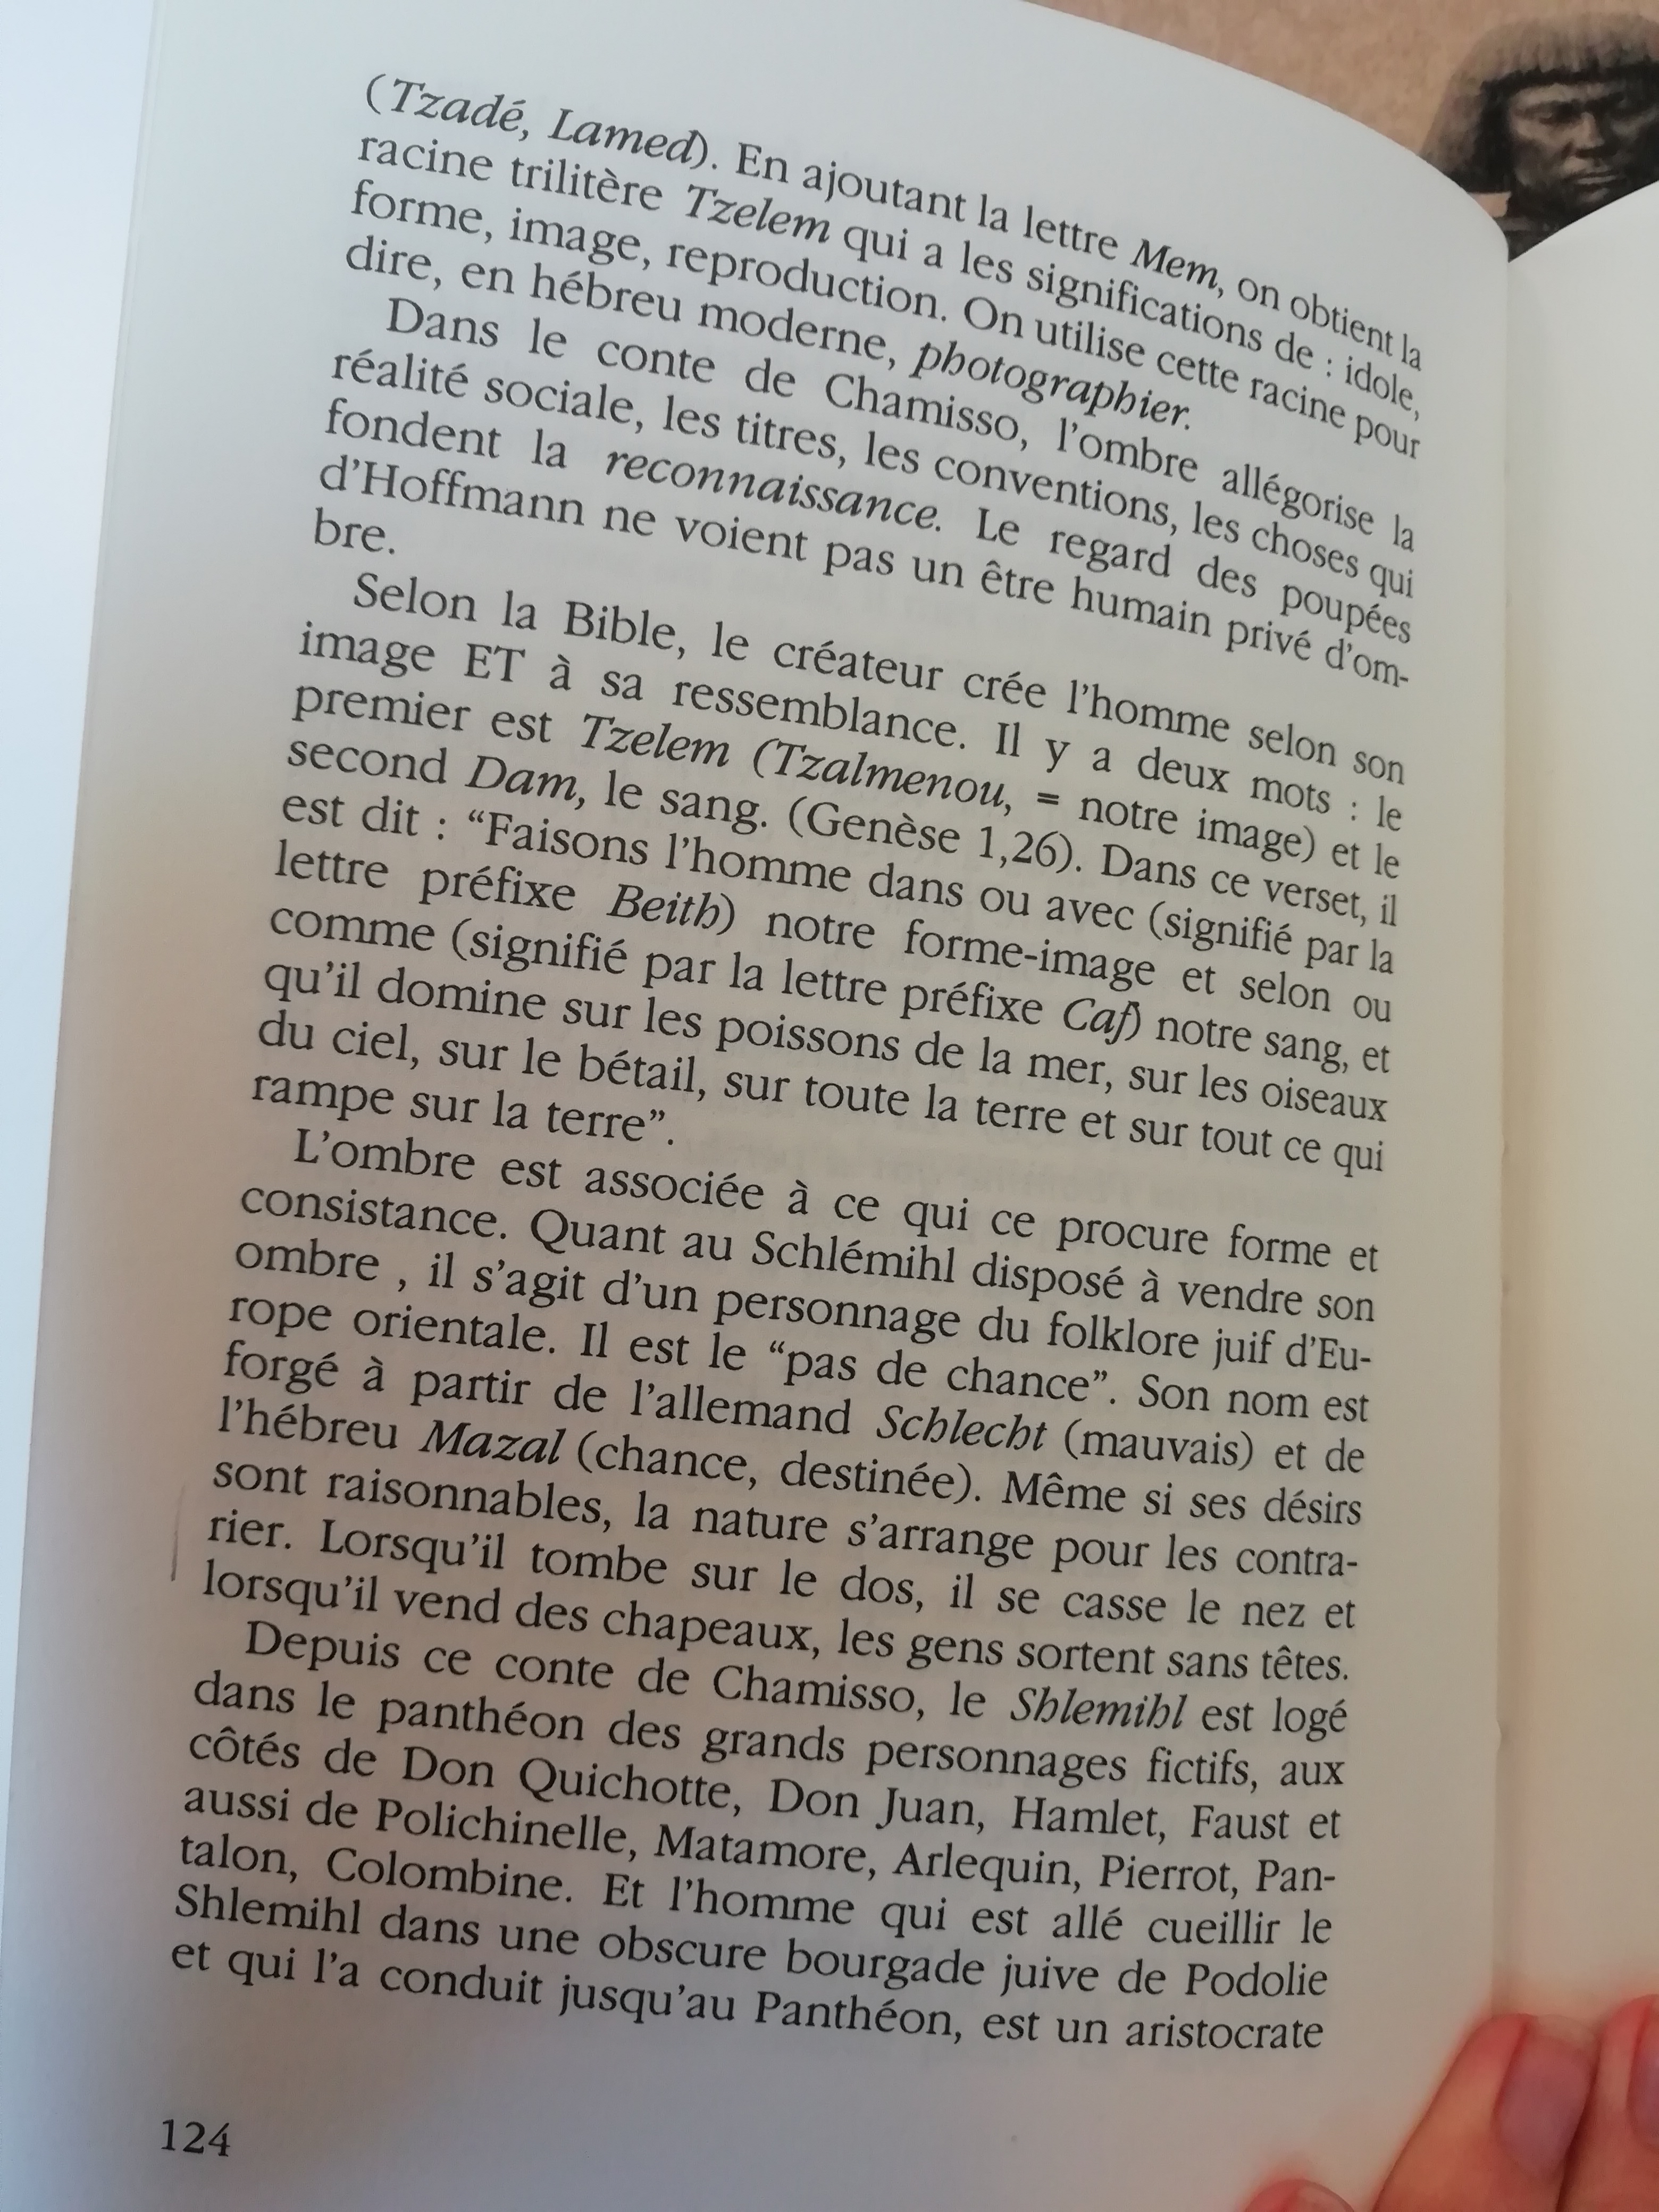 (Tzadé, Lamed). En ajoutant la lettre Mem, on obtient la
racine trilitère Tzelem qui a les significations de : idole,
forme, image, reproduction. On utilise cette racine pour
dire, en hébreu moderne, photographier.
Dans le conte de Chamisso, l'ombre allégorise la
réalité sociale, les titres, les conventions, les choses qui
fondent la reconnaissance. Le regard des poupées
d'Hoffmann ne voient pas un être humain privé d'om-
bre.
Selon la Bible, le créateur crée l'homme selon son
image ET à sa ressemblance. Il y a deux mots : le
premier est Tzelem (Tzalmenou, = notre image) et le
second Dam, le sang. (Genèse 1,26). Dans ce verset, il
est dit : “Faisons l'homme dans ou avec (signifié par la
lettre préfixe Beith) notre forme-image et selon ou
comme (signifié par la lettre préfixe Caf) notre sang, et
qu'il domine sur les poissons de la mer, sur les oiseaux
du ciel, sur le bétail, sur toute la terre et sur tout ce qui
rampe sur la terre”.
L'ombre est associée à ce qui ce procure forme et
consistance. Quant au Schlémihl disposé à vendre son
ombre , il s'agit d'un personnage du folklore juif d'Eu-
rope orientale. Il est le “pas de chance”. Son nom est
forgé à partir de l'allemand Schlecht (mauvais) et de
l'hébreu Mazal (chance, destinée). Même si ses désirs
sont raisonnables, la nature s'arrange pour les contra-
rier. Lorsqu'il tombe sur le dos, il se casse le nez et
lorsqu'il vend des chapeaux, les gens sortent sans têtes.
Depuis ce conte de Chamisso, le Shlemihl est logé
dans le panthéon des grands personnages fictifs, aux
côtés de Don Quichotte, Don Juan, Hamlet, Faust et
aussi de Polichinelle, Matamore, Arlequin, Pierrot, Pan-
talon, Colombine. Et l'homme qui est allé cueillir le
Shlemihl dans une obscure bourgade juive de Podolie
et qui l'a conduit jusqu'au Panthéon, est un aristocrate
124